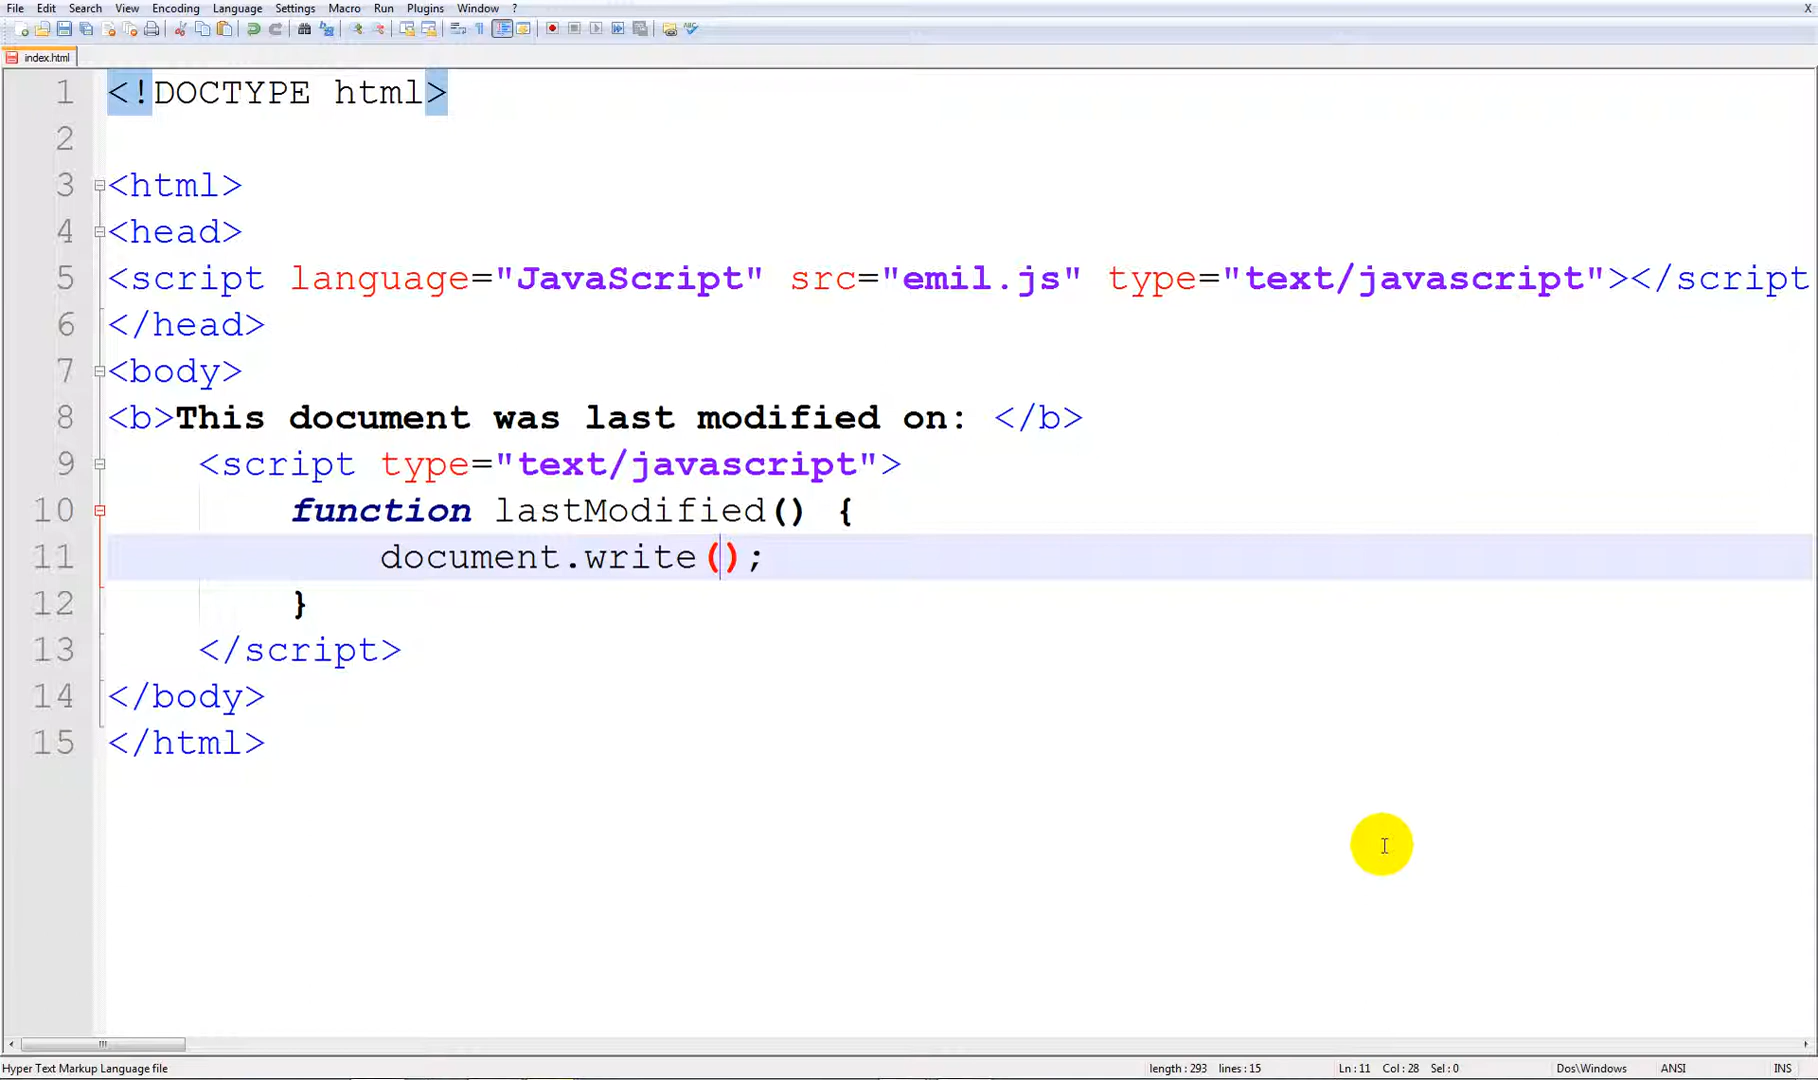 File Edit Search View Encoding Language Settings Macro Run Plugins Window ? X
index.html
1 <!DOCTYPE html>
2
3 <html>
4 <head>
5 <script language="JavaScript" src="emil.js" type="text/javascript"></script
6 </head>
7 <body>
8 <b>This document was last modified on: </b>
9 <script type="text/javascript">
10 function lastModified() {
11 document.write();
12 }
13 </script>
14 </body>
15 </html>
Hyper Text Markup Language file length : 293 lines : 15 Ln : 11 Col : 28 Sel : 0 Dos\Windows ANSI INS